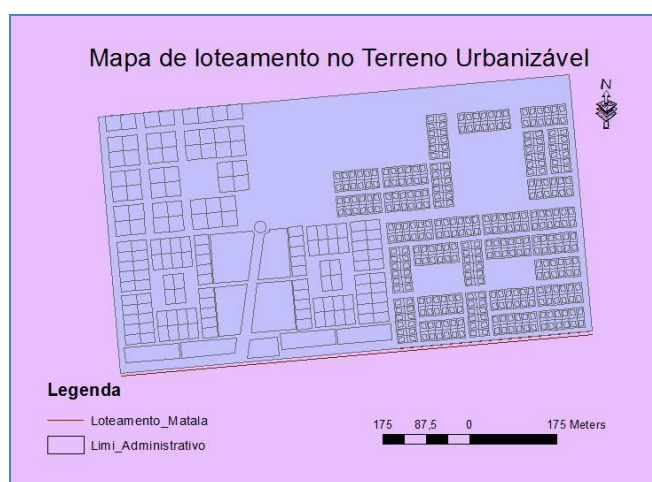 Mapa de loteamento no Terreno Urbanizável
N
Legenda
Loteamento_Matala
Limi_Administrativo
175 87,5 0 175 Meters